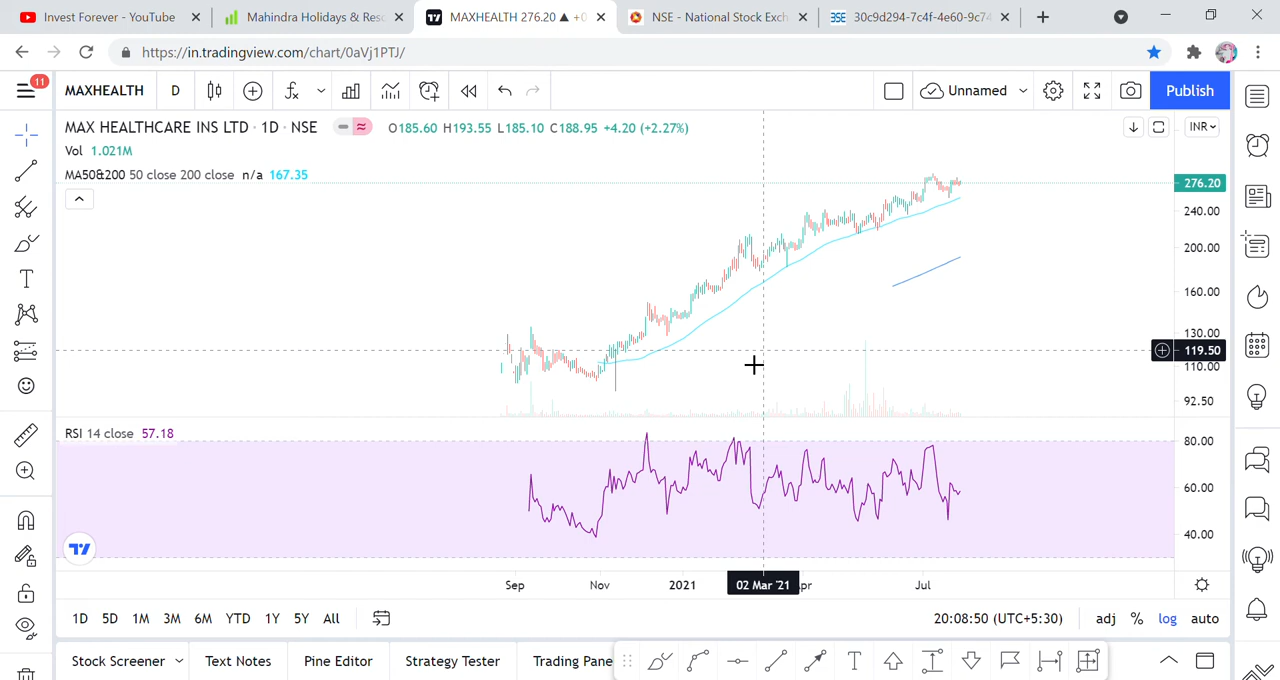 Invest Forever - YouTube
Mahindra Holidays & Reso
MAXHEALTH 276.20 ▲ +0
NSE - National Stock Exch
BSE 30c9d294-7c4f-4e60-9c74
https://in.tradingview.com/chart/0aVj1PTJ/
11
MAXHEALTH D Unnamed Publish
MAX HEALTHCARE INS LTD · 1D · NSE O185.60 H193.55 L185.10 C188.95 +4.20 (+2.27%) INR
Vol 1.021M
MA50&200 50 close 200 close n/a 167.35
276.20
240.00
200.00
160.00
130.00
119.50
110.00
92.50
RSI 14 close 57.18
80.00
60.00
40.00
Sep Nov 2021 02 Mar '21 Apr Jul
1D 5D 1M 3M 6M YTD 1Y 5Y All 20:08:50 (UTC+5:30) adj % log auto
Stock Screener Text Notes Pine Editor Strategy Tester Trading Pane